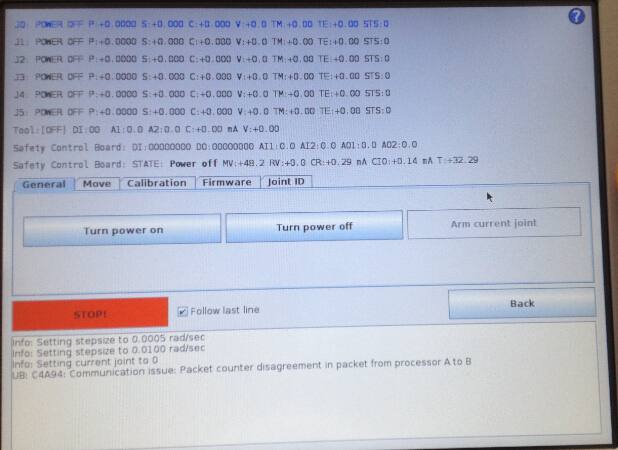 J0: POWER OFF P:+0.0000 S:+0.000 C:+0.000 V:+0.0 TM:+0.00 TE:+0.00 STS:0
?
J1: POWER OFF P:+0.0000 S:+0.000 C:+0.000 V:+0.0 TM:+0.00 TE:+0.00 STS:0
J2: POWER OFF P:+0.0000 S:+0.000 C:+0.000 V:+0.0 TM:+0.00 TE:+0.00 STS:0
J3: POWER OFF P:+0.0000 S:+0.000 C:+0.000 V:+0.0 TM:+0.00 TE:+0.00 STS:0
J4: POWER OFF P:+0.0000 S:+0.000 C:+0.000 V:+0.0 TM:+0.00 TE:+0.00 STS:0
J5: POWER OFF P:+0.0000 S:+0.000 C:+0.000 V:+0.0 TM:+0.00 TE:+0.00 STS:0
Tool:[OFF] DI:00 A1:0.0 A2:0.0 C:+0.00 mA V:+0.00
Safety Control Board: DI:00000000 DO:00000000 AI1:0.0 AI2:0.0 AO1:0.0 AO2:0.0
Safety Control Board: STATE: Power off MV:+48.2 RV:+0.0 CR:+0.29 mA CIO:+0.14 mA T:+32.29
General Move Calibration Firmware Joint ID
Turn power on Turn power off Arm current joint
STOP! Follow last line Back
Info: Setting stepsize to 0.0005 rad/sec
Info: Setting stepsize to 0.0100 rad/sec
Info: Setting current joint to 0
UB: C4A94: Communication issue: Packet counter disagreement in packet from processor A to B